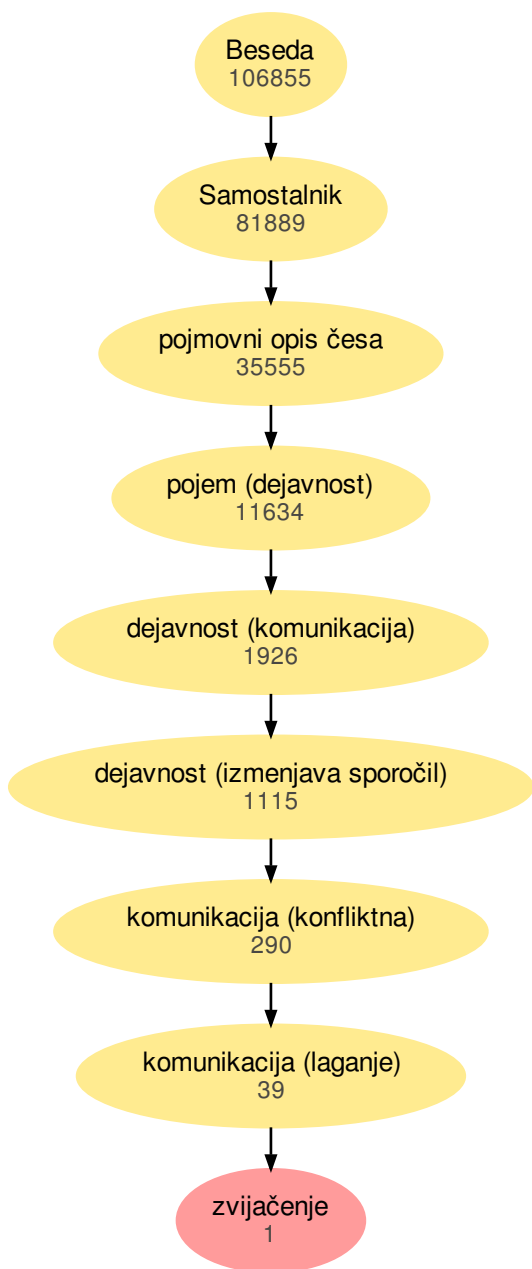 Beseda
106855
Samostalnik
81889
pojmovni opis česa
35555
pojem (dejavnost)
11634
dejavnost (komunikacija)
1926
dejavnost (izmenjava sporočil)
1115
komunikacija (konfliktna)
290
komunikacija (laganje)
39
zvijačenje
1